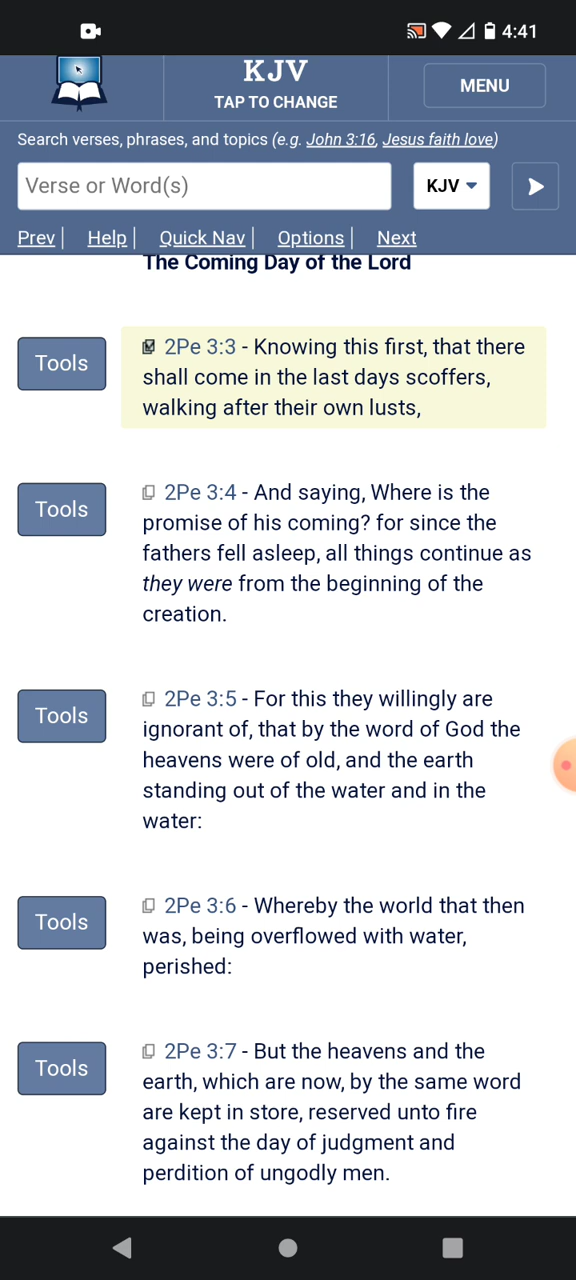 4:41
KJV
TAP TO CHANGE
MENU
Search verses, phrases, and topics (e.g. John 3:16, Jesus faith love)
Verse or Word(s)
KJV
Prev| Help| Quick Nav| Options| Next
The Coming Day of the Lord
Tools
2Pe 3:3 - Knowing this first, that there
shall come in the last days scoffers,
walking after their own lusts,
Tools
2Pe 3:4 - And saying, Where is the
promise of his coming? for since the
fathers fell asleep, all things continue as
they were from the beginning of the
creation.
Tools
2Pe 3:5 - For this they willingly are
ignorant of, that by the word of God the
heavens were of old, and the earth
standing out of the water and in the
water:
Tools
2Pe 3:6 - Whereby the world that then
was, being overflowed with water,
perished:
Tools
2Pe 3:7 - But the heavens and the
earth, which are now, by the same word
are kept in store, reserved unto fire
against the day of judgment and
perdition of ungodly men.